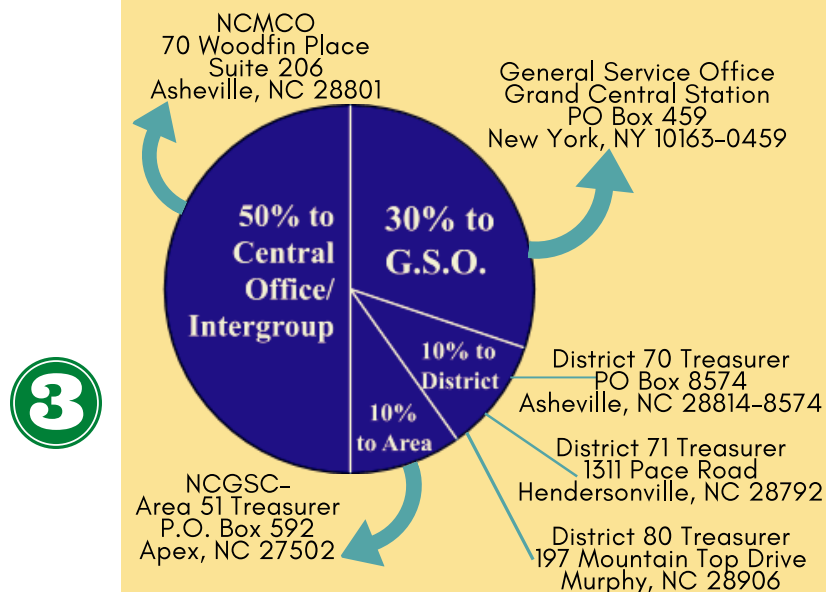 NCMCO
70 Woodfin Place
Suite 206
Asheville, NC 28801
General Service Office
Grand Central Station
PO Box 459
New York, NY 10163-0459
50% to
Central
Office/
Intergroup
30% to
G.S.O.
10% to
District
10%
to Area
3
District 70 Treasurer
PO Box 8574
Asheville, NC 28814-8574
District 71 Treasurer
1311 Pace Road
Hendersonville, NC 28792
NCGSC-
Area 51 Treasurer
P.O. Box 592
Apex, NC 27502
District 80 Treasurer
197 Mountain Top Drive
Murphy, NC 28906